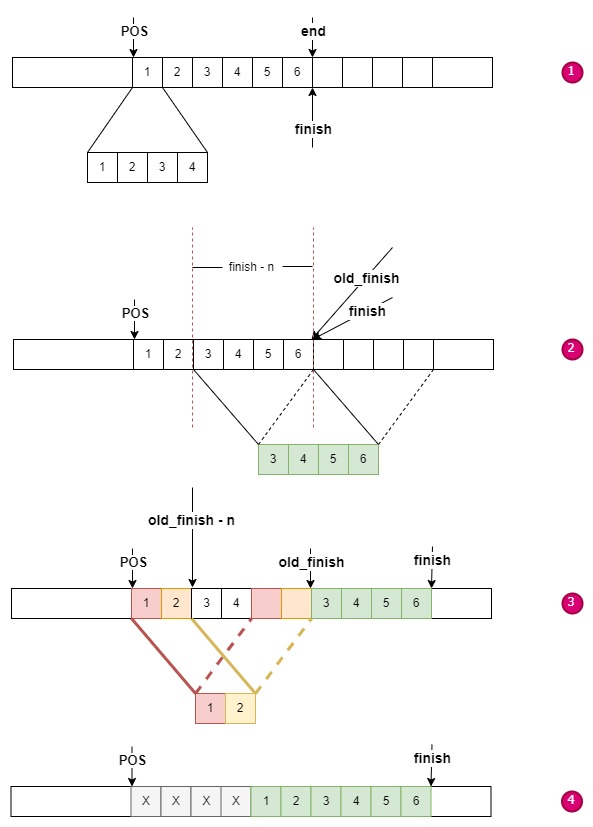 POS end
1 2 3 4 5 6
1
finish
1 2 3 4
finish - n
old_finish
finish
POS
1 2 3 4 5 6
2
3 4 5 6
old_finish - n
POS old_finish finish
1 2 3 4 3 4 5 6
3
1 2
POS finish
X X X X 1 2 3 4 5 6
4